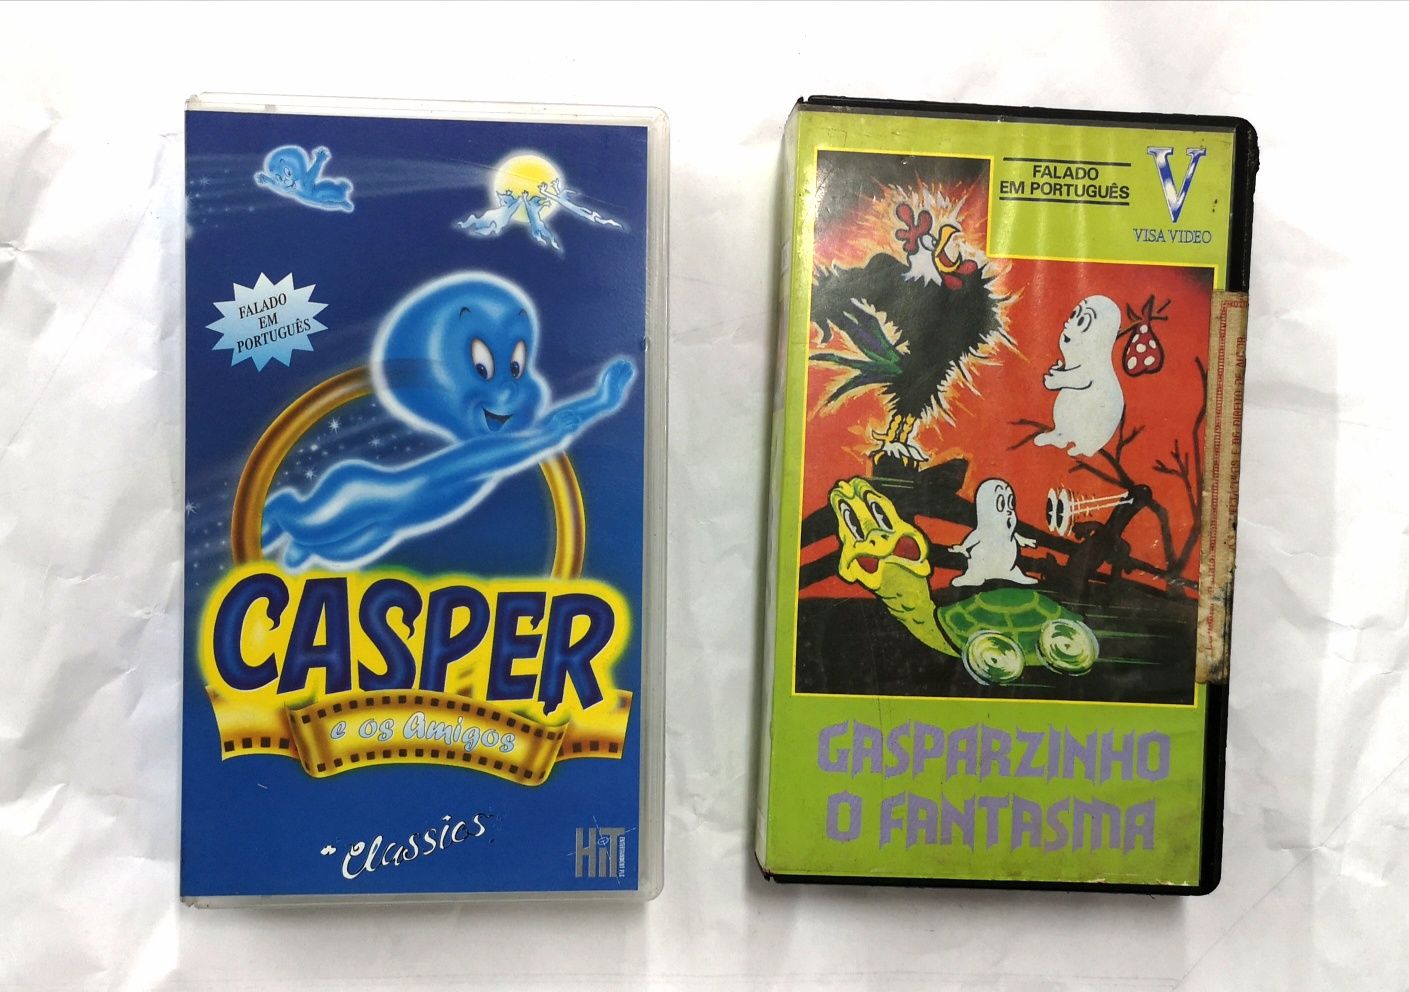 FALADO
EM
PORTUGUÊS
CASPER
e os Amigos
Classics
HiT
FALADO
EM PORTUGUÊS
V
VISA VIDEO
GASPARZINHO
O FANTASMA